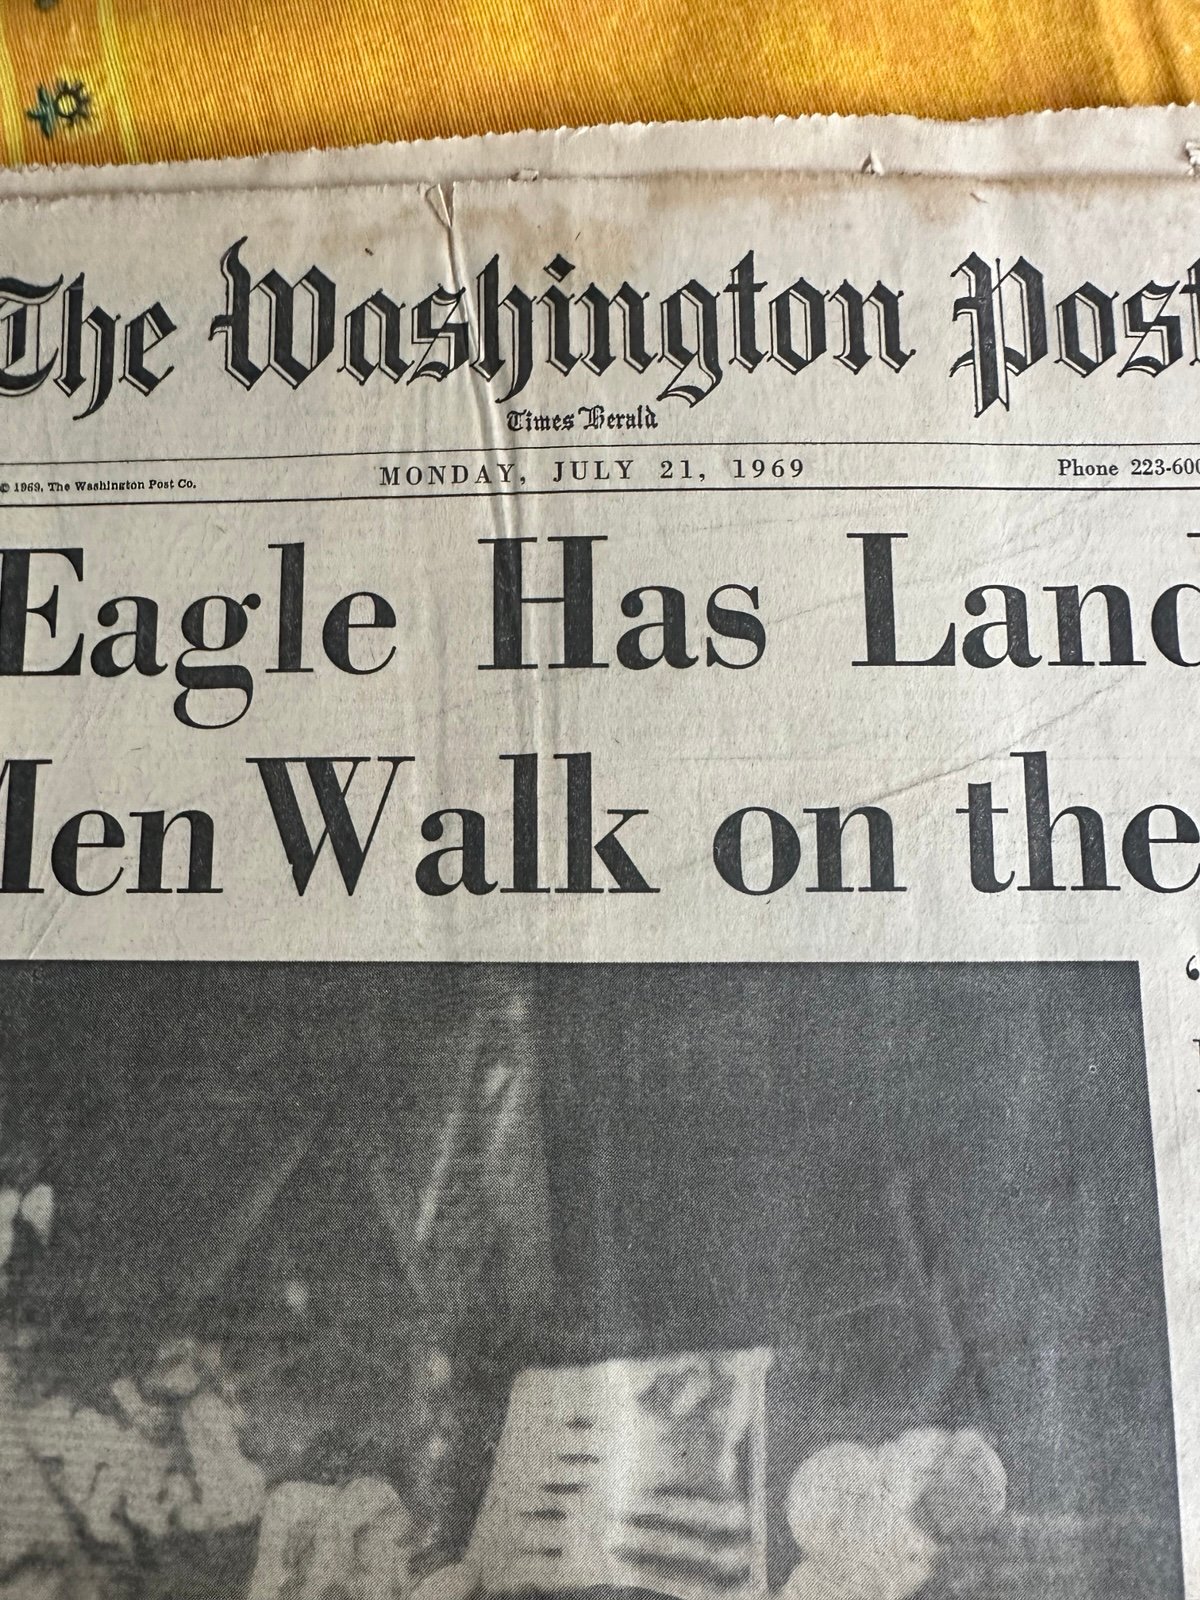 The Washington Post
Times Herald
© 1969, The Washington Post Co. MONDAY, JULY 21, 1969 Phone 223-600
Eagle Has Land
Men Walk on the